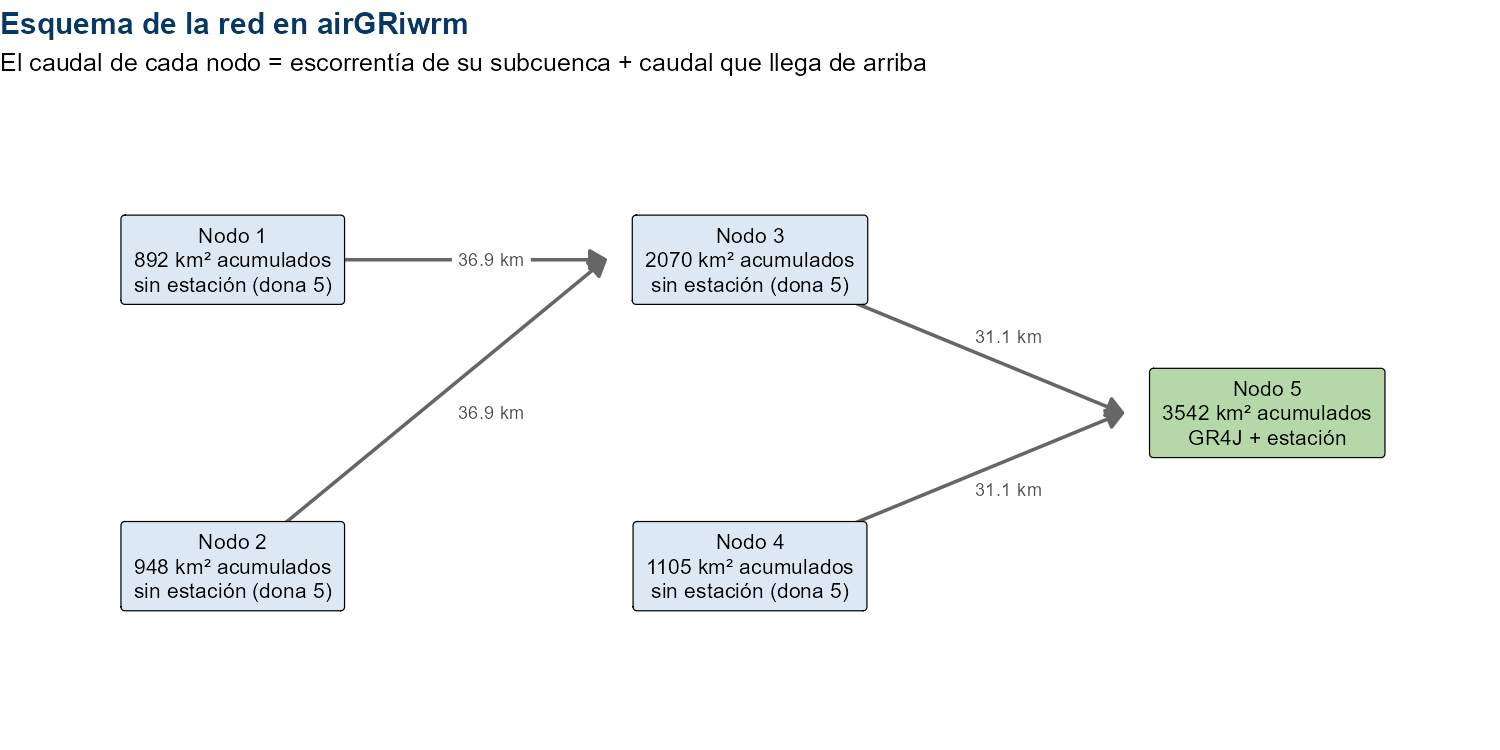 Esquema de la red en airGRiwrm
El caudal de cada nodo = escorrentía de su subcuenca + caudal que llega de arriba
Nodo 1
892 km² acumulados
sin estación (dona 5)
36.9 km
Nodo 3
2070 km² acumulados
sin estación (dona 5)
31.1 km
36.9 km
Nodo 5
3542 km² acumulados
GR4J + estación
31.1 km
Nodo 2
948 km² acumulados
sin estación (dona 5)
Nodo 4
1105 km² acumulados
sin estación (dona 5)